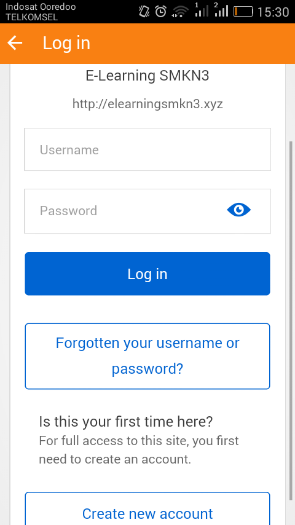 Indosat Ooredoo
TELKOMSEL
1 2 15:30
Log in
E-Learning SMKN3
http://elearningsmkn3.xyz
Username
Password
Log in
Forgotten your username or
password?
Is this your first time here?
For full access to this site, you first
need to create an account.
Create new account